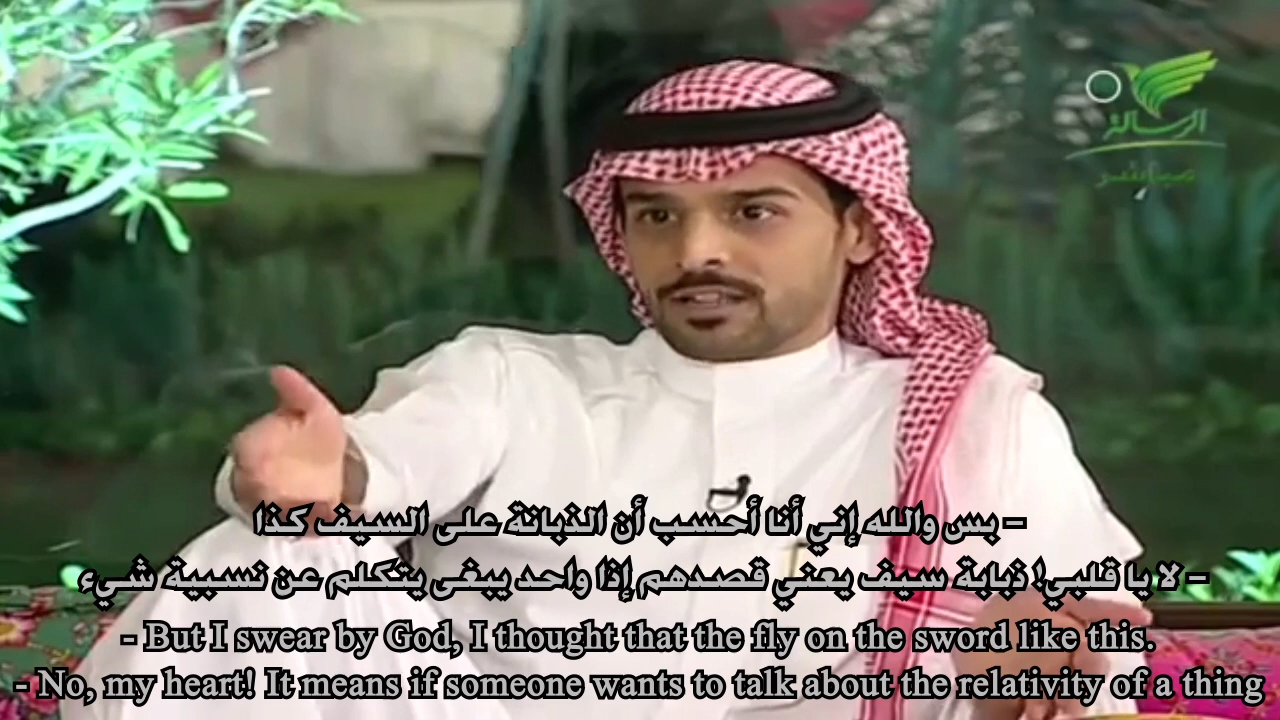 الرسالة
مباشر
– بس والله إني أنا أحسب أن الذبانة على السيف كذا
– لا يا قلبي! ذبابة سيف يعني قصدهم إذا واحد يبغى يتكلم عن نسبية شيء
- But I swear by God, I thought that the fly on the sword like this.
- No, my heart! It means if someone wants to talk about the relativity of a thing